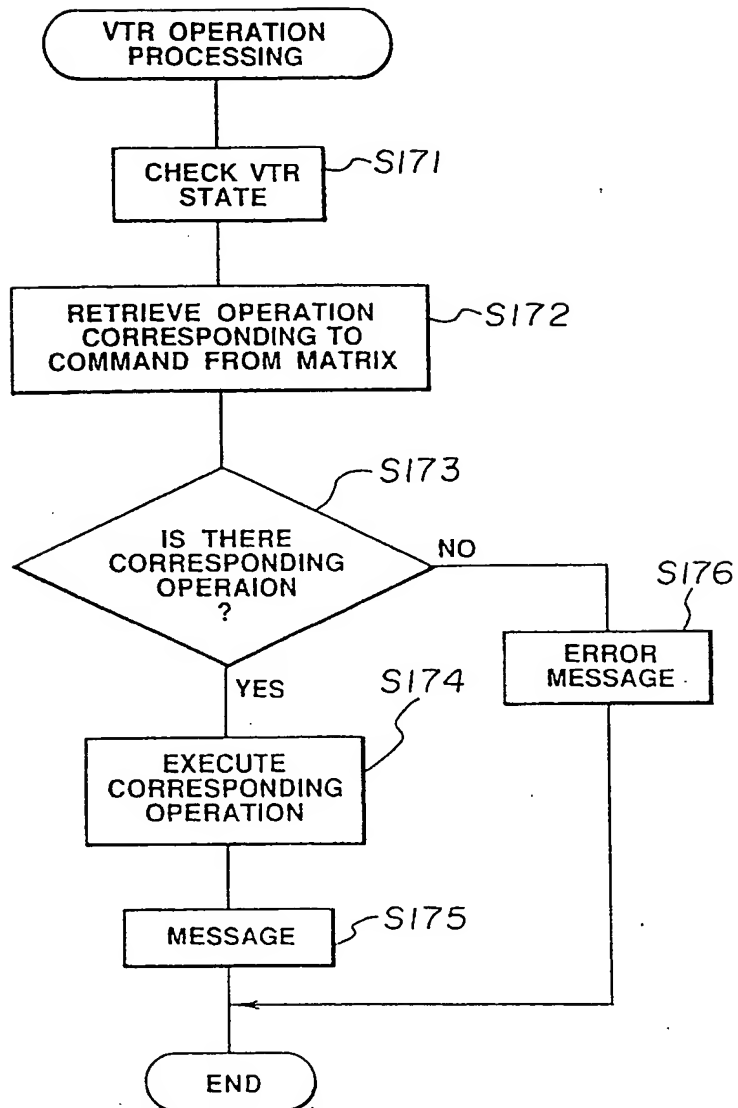 VTR OPERATION
PROCESSING
S171
CHECK VTR
STATE
S172
RETRIEVE OPERATION
CORRESPONDING TO
COMMAND FROM MATRIX
S173
IS THERE
CORRESPONDING
OPERAION
?
NO
S176
ERROR
MESSAGE
YES
S174
EXECUTE
CORRESPONDING
OPERATION
S175
MESSAGE
END